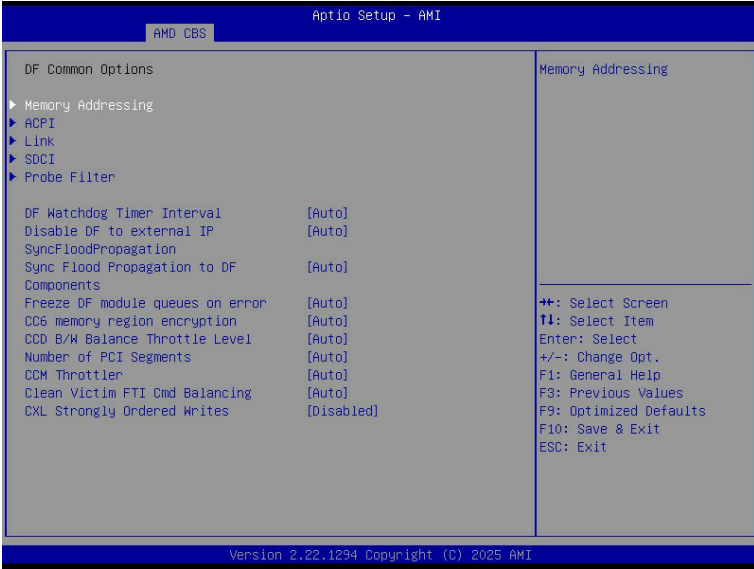 Aptio Setup - AMI
AMD CBS
DF Common Options
Memory Addressing
ACPI
Link
SDCI
Probe Filter
DF Watchdog Timer Interval [Auto]
Disable DF to external IP [Auto]
SyncFloodPropagation
Sync Flood Propagation to DF [Auto]
Components
Freeze DF module queues on error [Auto]
CC6 memory region encryption [Auto]
CCD B/W Balance Throttle Level [Auto]
Number of PCI Segments [Auto]
CCM Throttler [Auto]
Clean Victim FTI Cmd Balancing [Auto]
CXL Strongly Ordered Writes [Disabled]
Memory Addressing
→←: Select Screen
↑↓: Select Item
Enter: Select
+/-: Change Opt.
F1: General Help
F3: Previous Values
F9: Optimized Defaults
F10: Save & Exit
ESC: Exit
Version 2.22.1294 Copyright (C) 2025 AMI